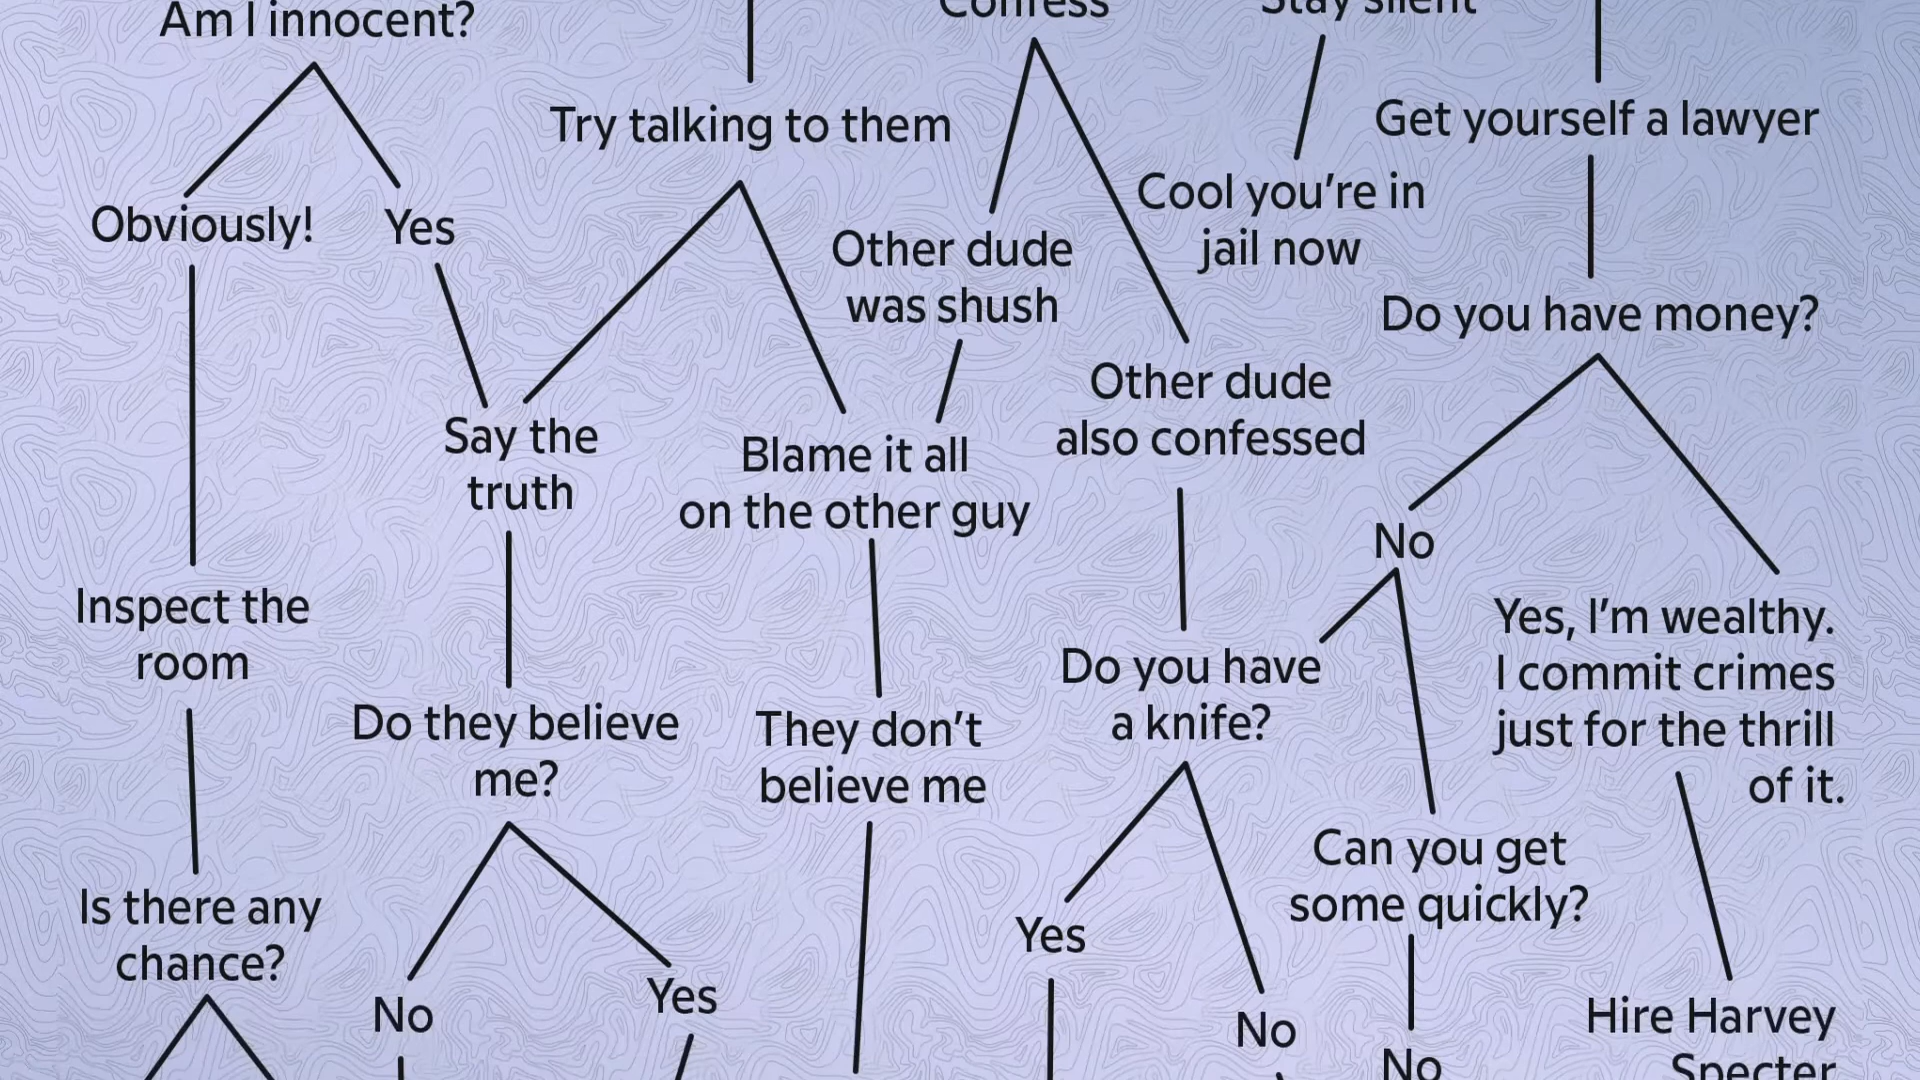 Am I innocent?
Confess
Stay silent
Try talking to them
Get yourself a lawyer
Obviously!
Yes
Other dude
was shush
Cool you're in
jail now
Do you have money?
Say the
truth
Blame it all
on the other guy
Other dude
also confessed
No
Inspect the
room
Do they believe
me?
They don't
believe me
Do you have
a knife?
Yes, I'm wealthy.
I commit crimes
just for the thrill
of it.
Can you get
some quickly?
Is there any
chance?
No
Yes
Yes
No
No
Hire Harvey
Specter